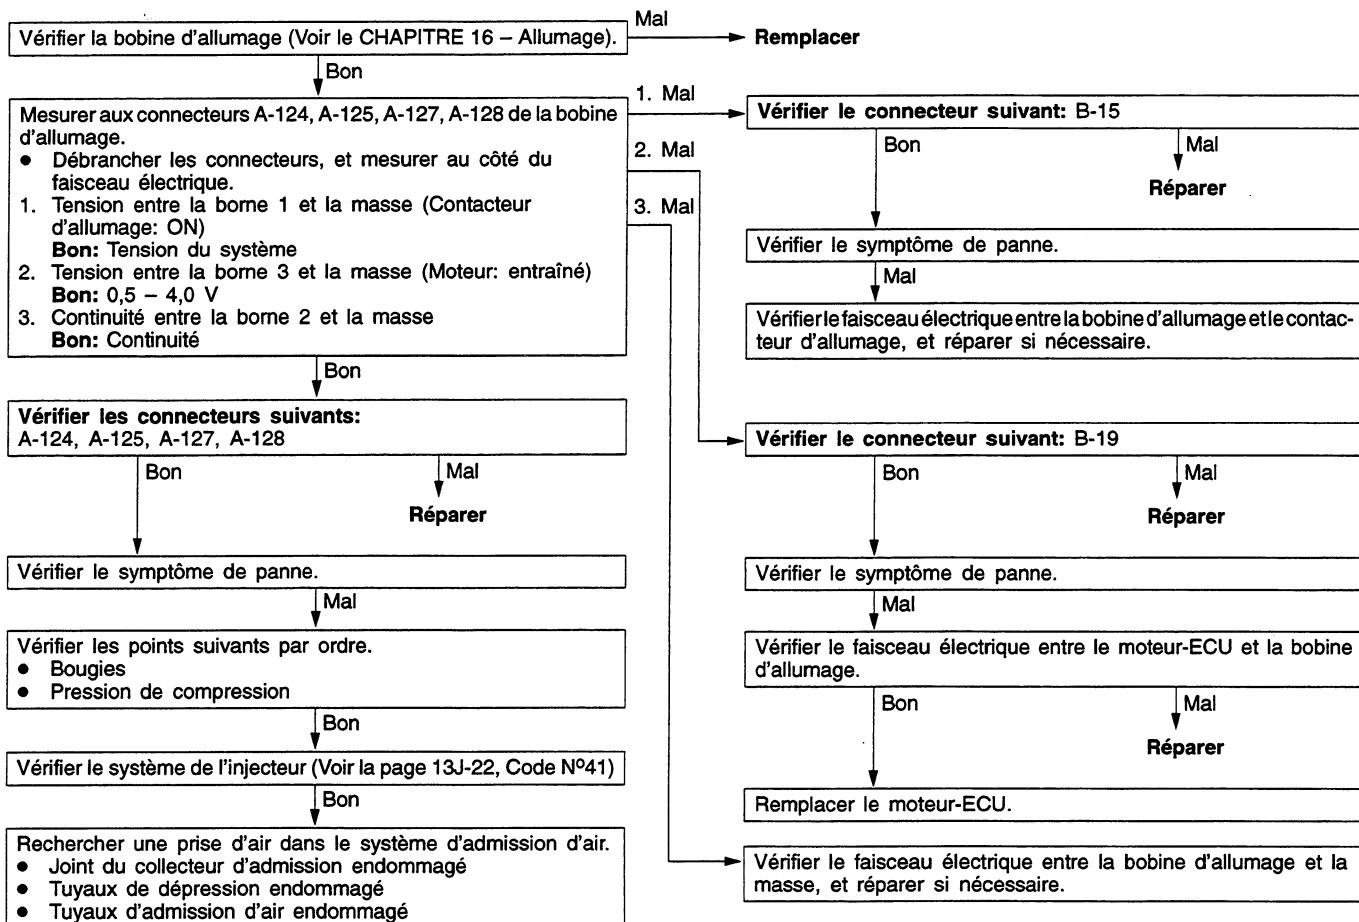 Vérifier la bobine d'allumage (Voir le CHAPITRE 16 – Allumage).
Mal
Remplacer
Bon
Mesurer aux connecteurs A-124, A-125, A-127, A-128 de la bobine
d'allumage.
● Débrancher les connecteurs, et mesurer au côté du
faisceau électrique.
1. Tension entre la borne 1 et la masse (Contacteur
d'allumage: ON)
Bon: Tension du système
2. Tension entre la borne 3 et la masse (Moteur: entraîné)
Bon: 0,5 – 4,0 V
3. Continuité entre la borne 2 et la masse
Bon: Continuité
1. Mal
2. Mal
3. Mal
Bon
Vérifier les connecteurs suivants:
A-124, A-125, A-127, A-128
Bon
Mal
Réparer
Vérifier le symptôme de panne.
Mal
Vérifier les points suivants par ordre.
● Bougies
● Pression de compression
Bon
Vérifier le système de l'injecteur (Voir la page 13J-22, Code Nº41)
Bon
Rechercher une prise d'air dans le système d'admission d'air.
● Joint du collecteur d'admission endommagé
● Tuyaux de dépression endommagé
● Tuyaux d'admission d'air endommagé
Vérifier le connecteur suivant: B-15
Bon
Mal
Réparer
Vérifier le symptôme de panne.
Mal
Vérifier le faisceau électrique entre la bobine d'allumage et le contac-
teur d'allumage, et réparer si nécessaire.
Vérifier le connecteur suivant: B-19
Bon
Mal
Réparer
Vérifier le symptôme de panne.
Mal
Vérifier le faisceau électrique entre le moteur-ECU et la bobine
d'allumage.
Bon
Mal
Réparer
Remplacer le moteur-ECU.
Vérifier le faisceau électrique entre la bobine d'allumage et la
masse, et réparer si nécessaire.